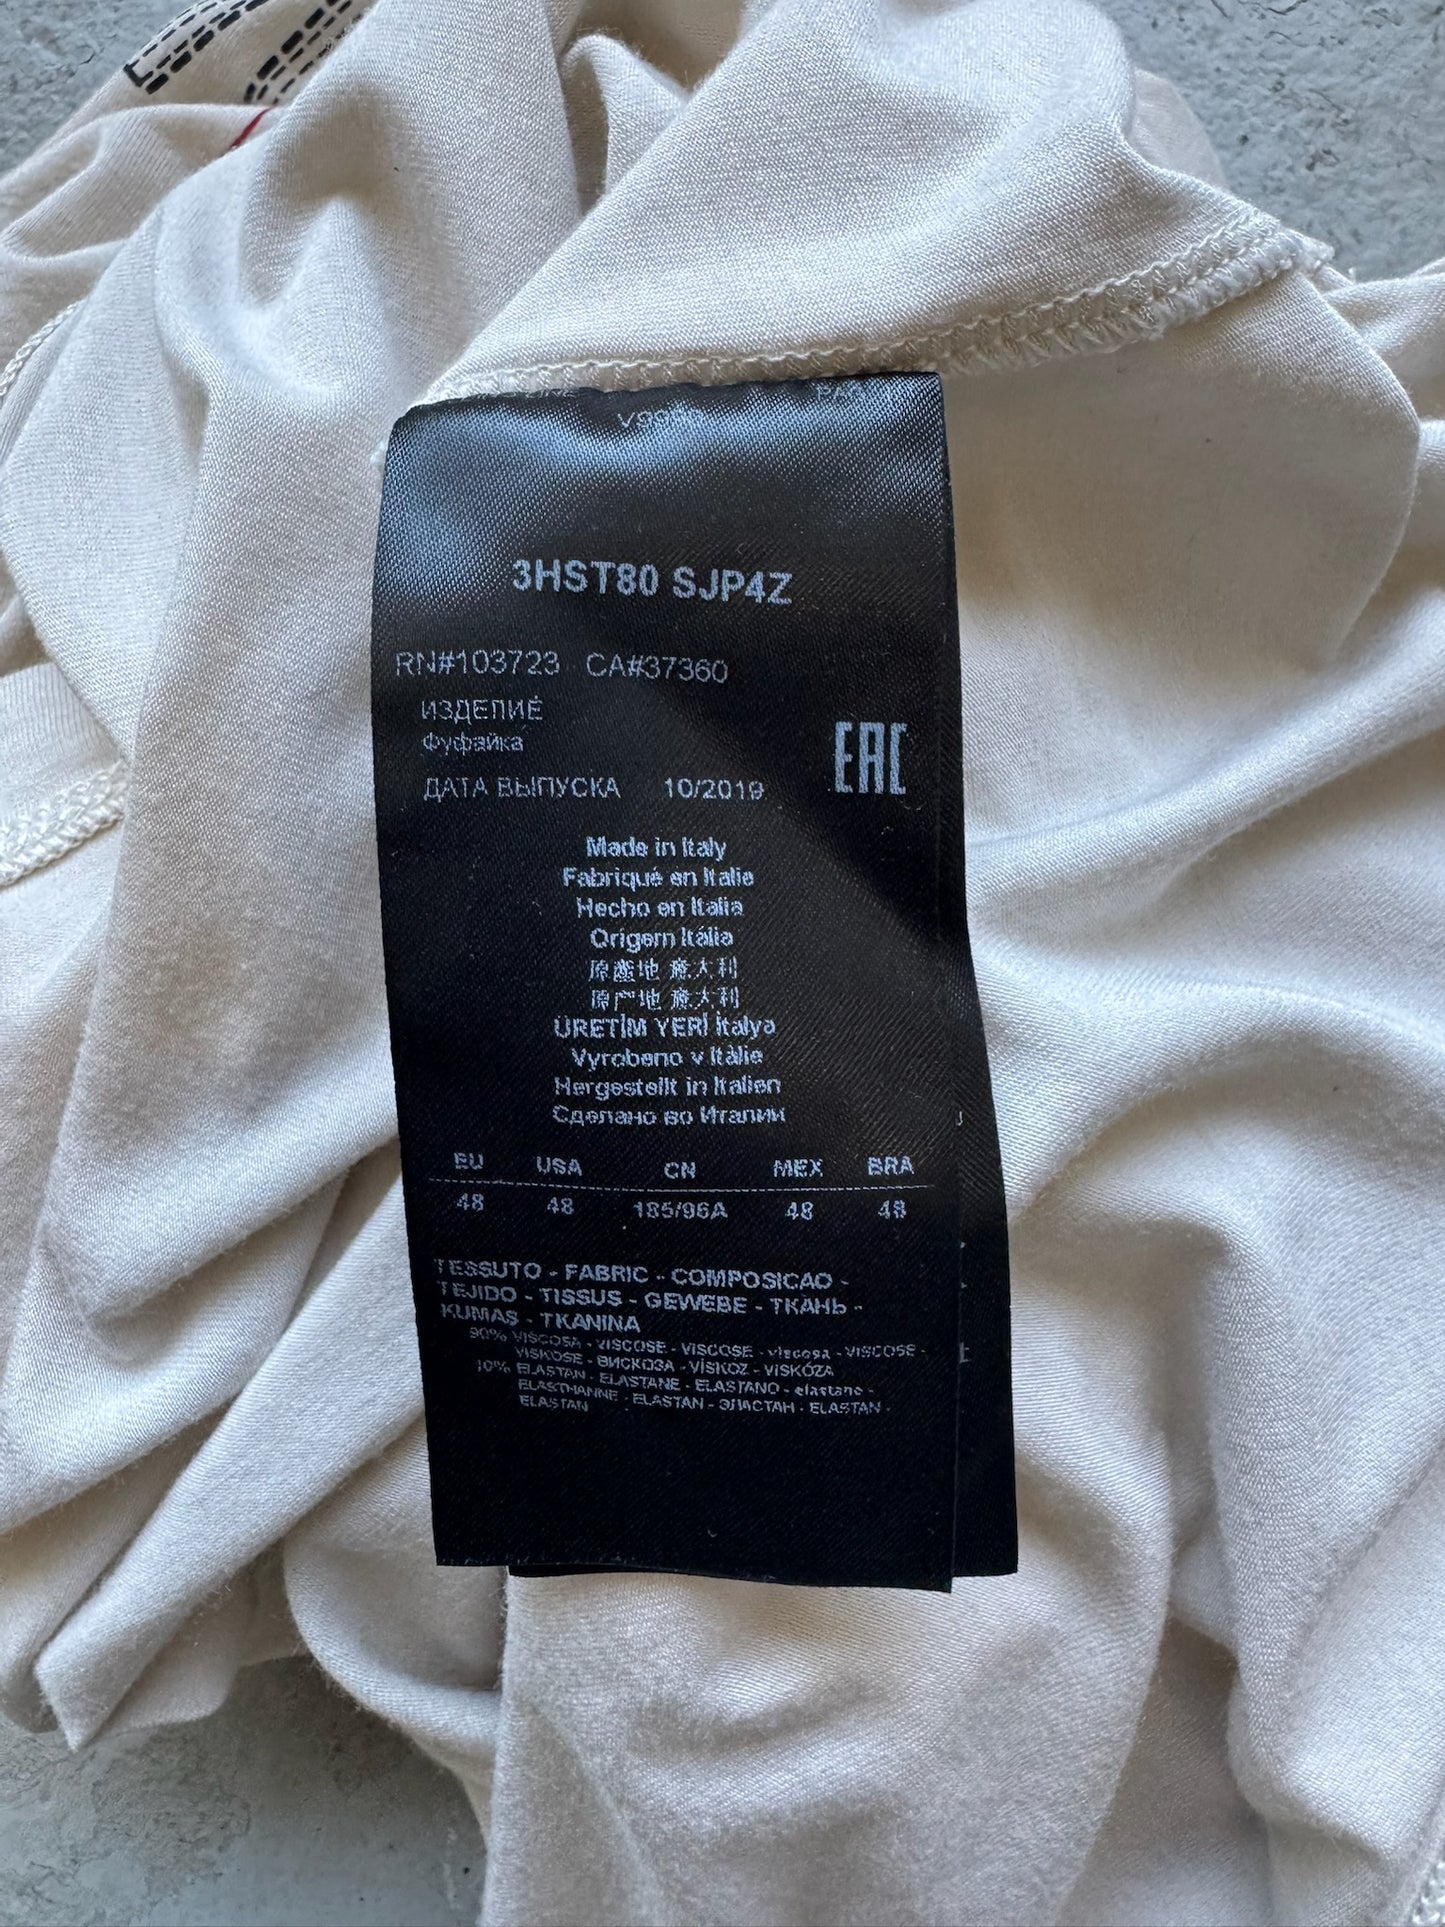 3HST80 SJP4Z
RN#103723 CA#37360
ИЗДЕЛИЕ
Фуфайка
ДАТА ВЫПУСКА 10/2019
EAC
Made in Italy
Fabriqué en Italie
Hecho en Italia
Origem Itália
原產地 意大利
原产地 意大利
ÜRETİM YERİ İtalya
Vyrobeno v Itálie
Hergestellt in Italien
Сделано во Италии
EU USA CN MEX BRA
48 48 185/96A 48 48
TESSUTO - FABRIC - COMPOSICAO -
TEJIDO - TISSUS - GEWEBE - ТКАНЬ -
KUMAS - TKANINA
90% VISCOSA - VISCOSE - VISCOSE - viscosa - VISCOSE -
VISKOSE - ВИСКОЗА - VİSKOZ - VISKÓZA
10% ELASTAN - ELASTANE - ELASTANO - elastano -
ELASTHANNE - ELASTAN - ЭЛАСТАН - ELASTAN -
ELASTAN